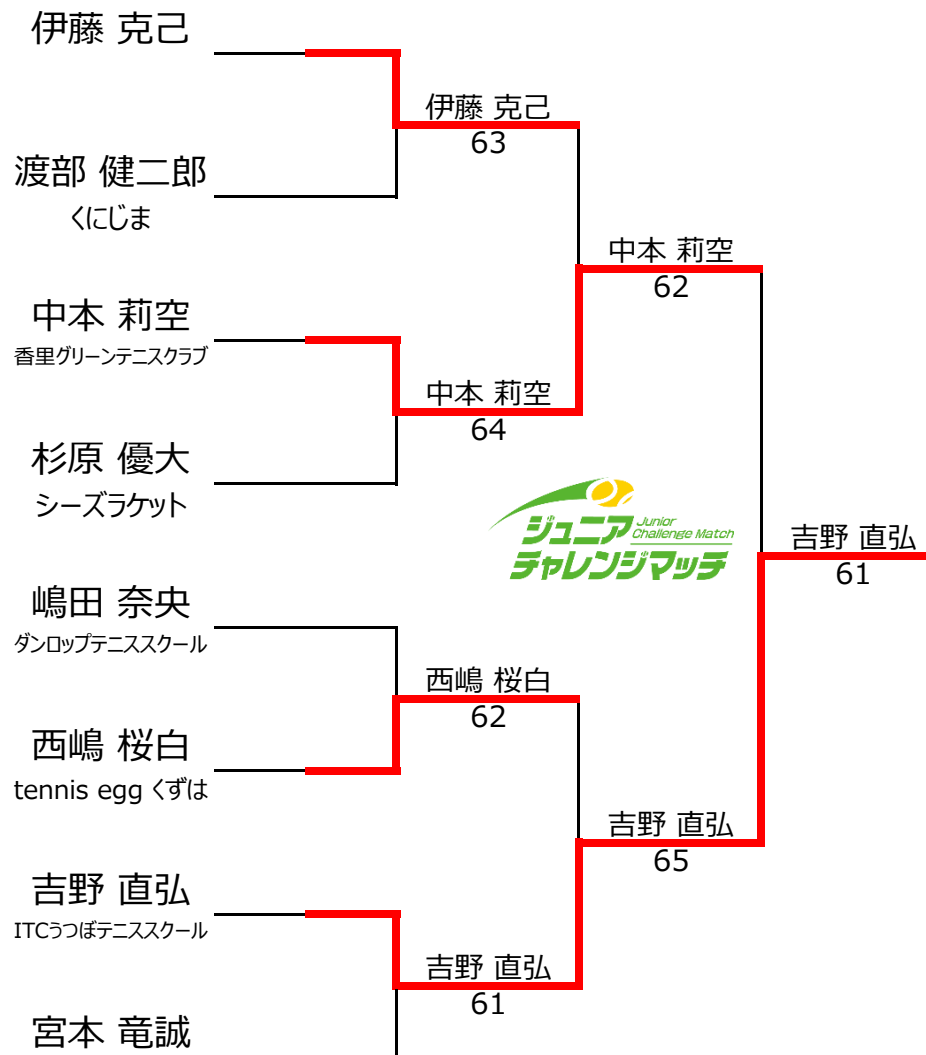 伊藤 克己
渡部 健二郎
くにじま
中本 莉空
香里グリーンテニスクラブ
杉原 優大
シーズラケット
嶋田 奈央
ダンロップテニススクール
西嶋 桜白
tennis egg くずは
吉野 直弘
ITCうつぼテニススクール
宮本 竜誠
伊藤 克己
63
中本 莉空
64
西嶋 桜白
62
吉野 直弘
61
中本 莉空
62
吉野 直弘
65
ジュニア Junior Challenge Match
チャレンジマッチ
吉野 直弘
61